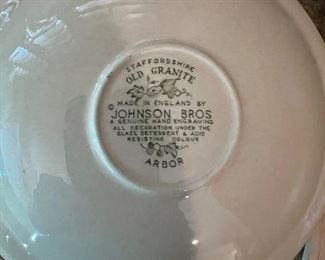 STAFFORDSHIRE
OLD GRANITE
MADE IN ENGLAND BY
© JOHNSON BROS
A GENUINE HAND ENGRAVING
ALL DECORATION UNDER THE
GLAZE DETERGENT & ACID
RESISTING COLOUR
ARBOR